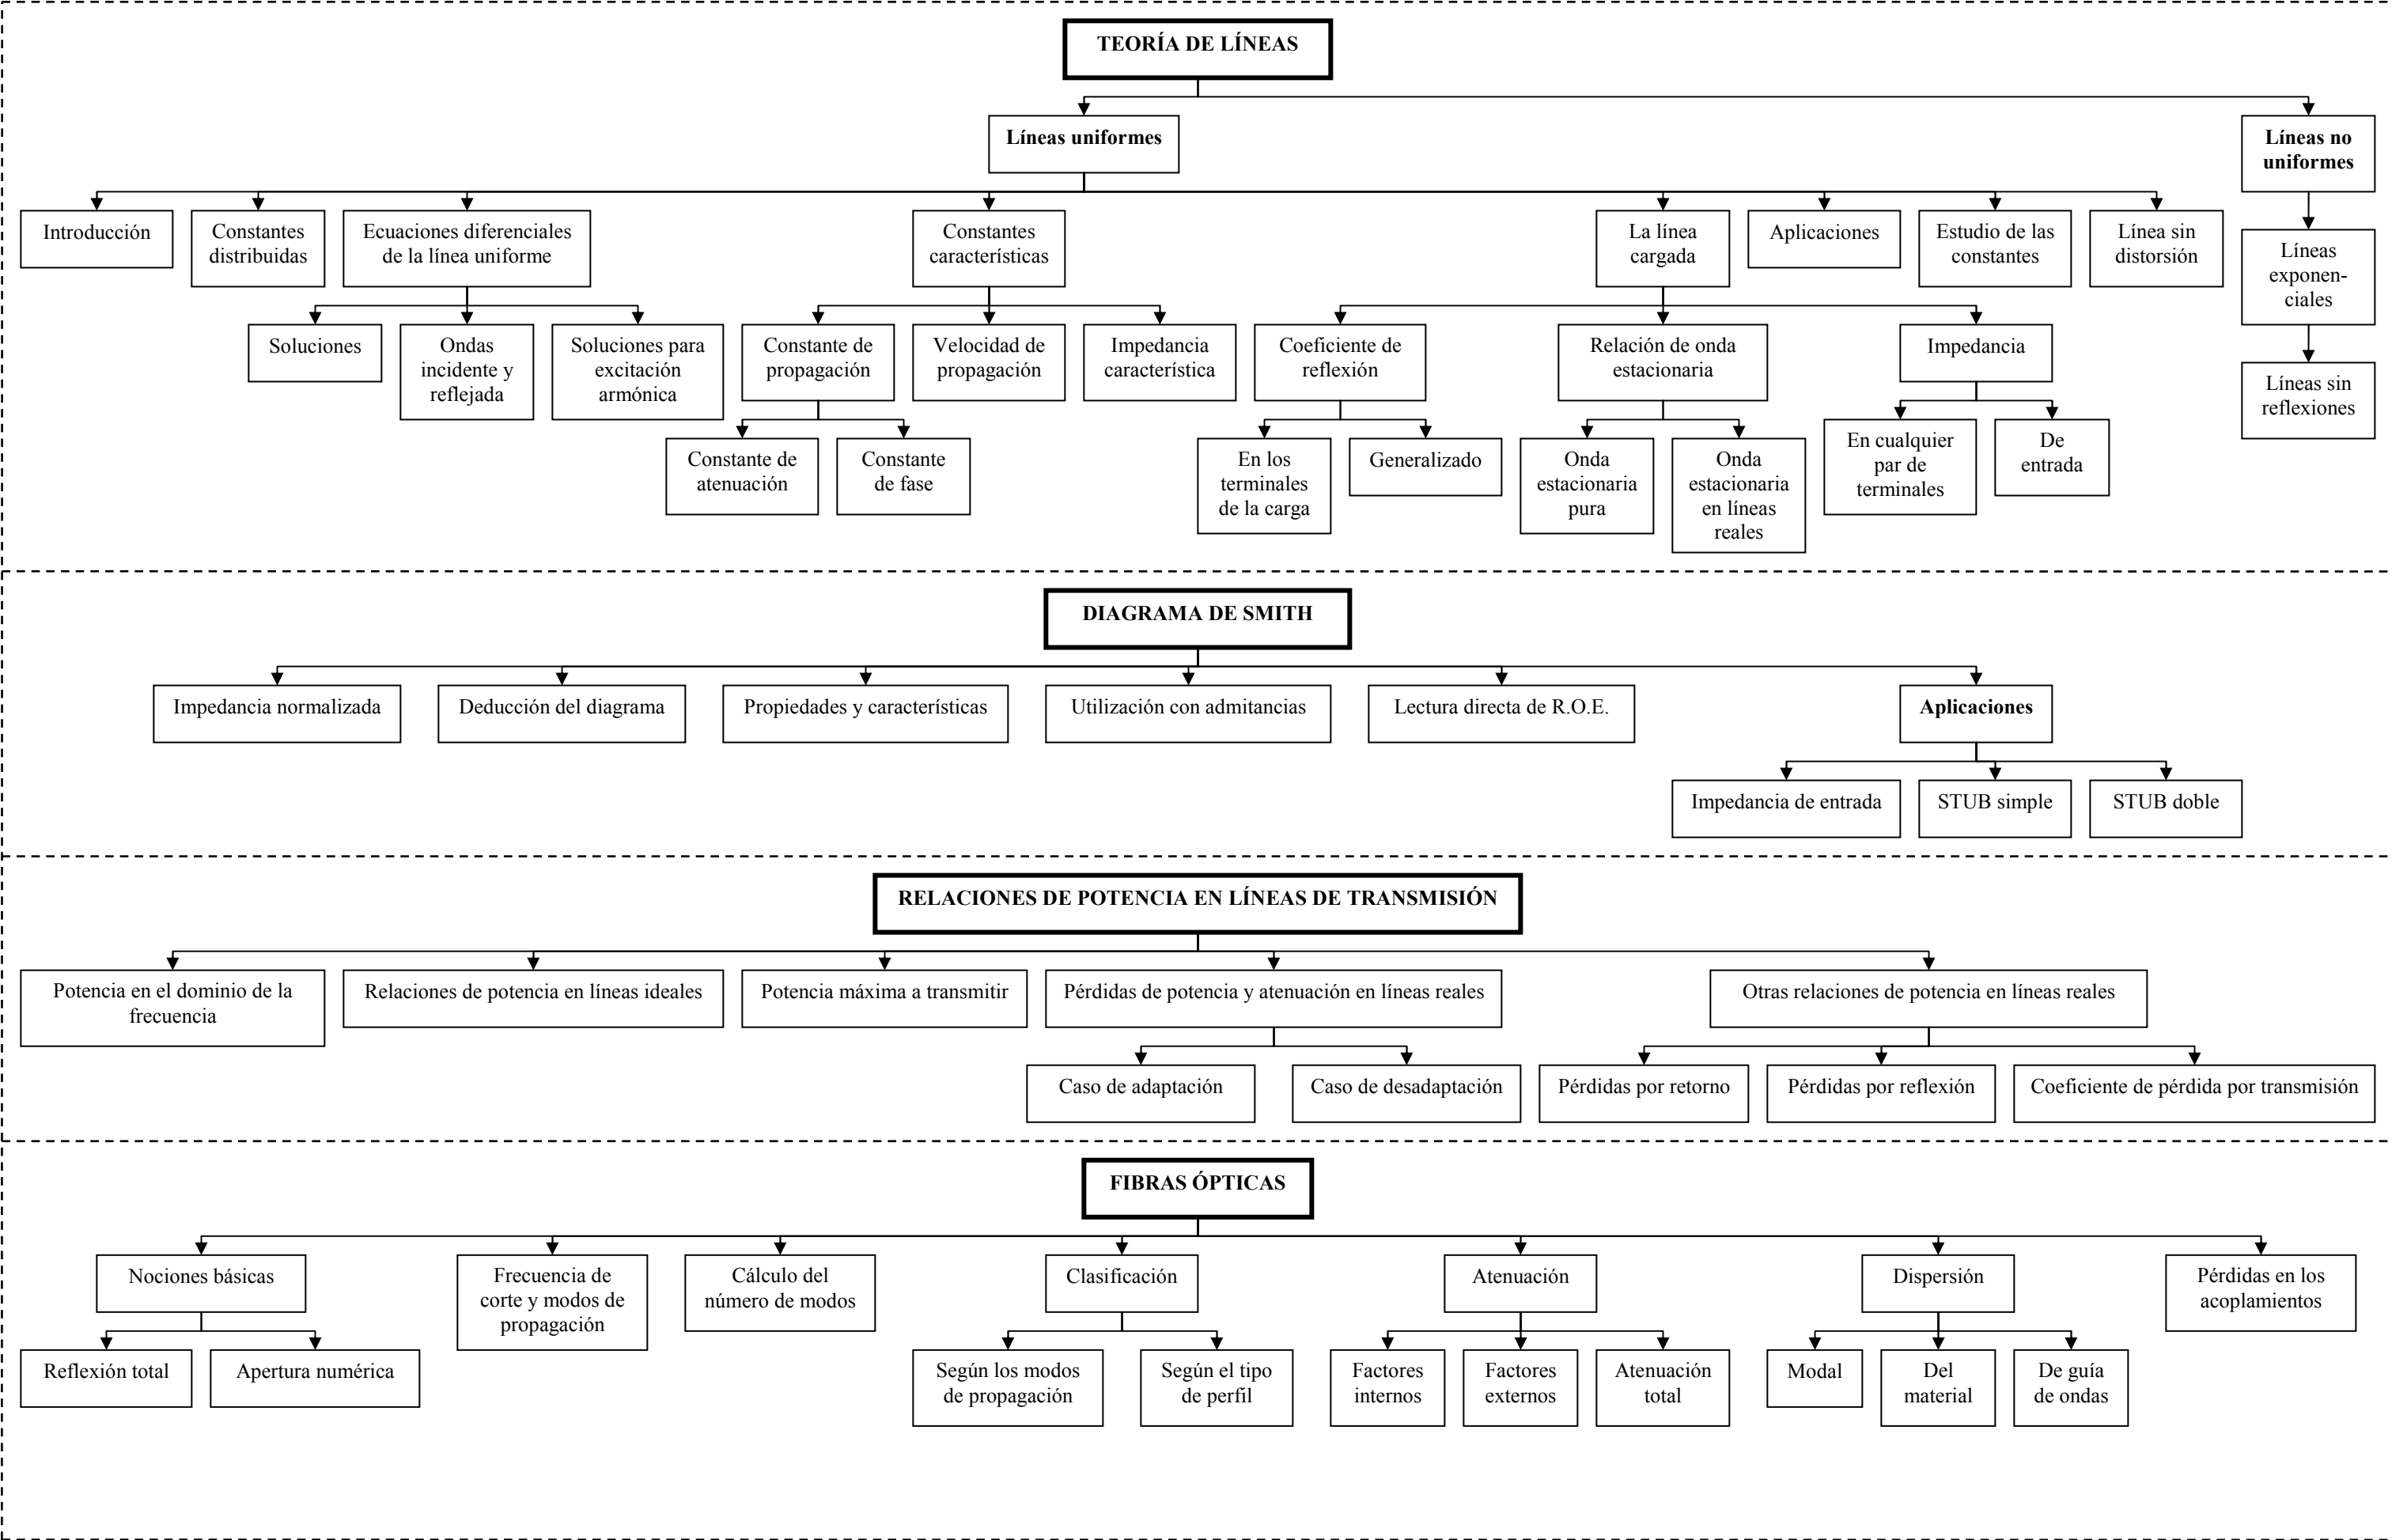 TEORÍA DE LÍNEAS
Líneas uniformes
Líneas no
uniformes
Introducción
Constantes
distribuidas
Ecuaciones diferenciales
de la línea uniforme
Constantes
características
La línea
cargada
Aplicaciones
Estudio de las
constantes
Línea sin
distorsión
Líneas
exponen-
ciales
Soluciones
Ondas
incidente y
reflejada
Soluciones para
excitación
armónica
Constante de
propagación
Velocidad de
propagación
Impedancia
característica
Coeficiente de
reflexión
Relación de onda
estacionaria
Impedancia
Líneas sin
reflexiones
Constante de
atenuación
Constante
de fase
En los
terminales
de la carga
Generalizado
Onda
estacionaria
pura
Onda
estacionaria
en líneas
reales
En cualquier
par de
terminales
De
entrada
DIAGRAMA DE SMITH
Impedancia normalizada
Deducción del diagrama
Propiedades y características
Utilización con admitancias
Lectura directa de R.O.E.
Aplicaciones
Impedancia de entrada
STUB simple
STUB doble
RELACIONES DE POTENCIA EN LÍNEAS DE TRANSMISIÓN
Potencia en el dominio de la
frecuencia
Relaciones de potencia en líneas ideales
Potencia máxima a transmitir
Pérdidas de potencia y atenuación en líneas reales
Otras relaciones de potencia en líneas reales
Caso de adaptación
Caso de desadaptación
Pérdidas por retorno
Pérdidas por reflexión
Coeficiente de pérdida por transmisión
FIBRAS ÓPTICAS
Nociones básicas
Frecuencia de
corte y modos de
propagación
Cálculo del
número de modos
Clasificación
Atenuación
Dispersión
Pérdidas en los
acoplamientos
Reflexión total
Apertura numérica
Según los modos
de propagación
Según el tipo
de perfil
Factores
internos
Factores
externos
Atenuación
total
Modal
Del
material
De guía
de ondas